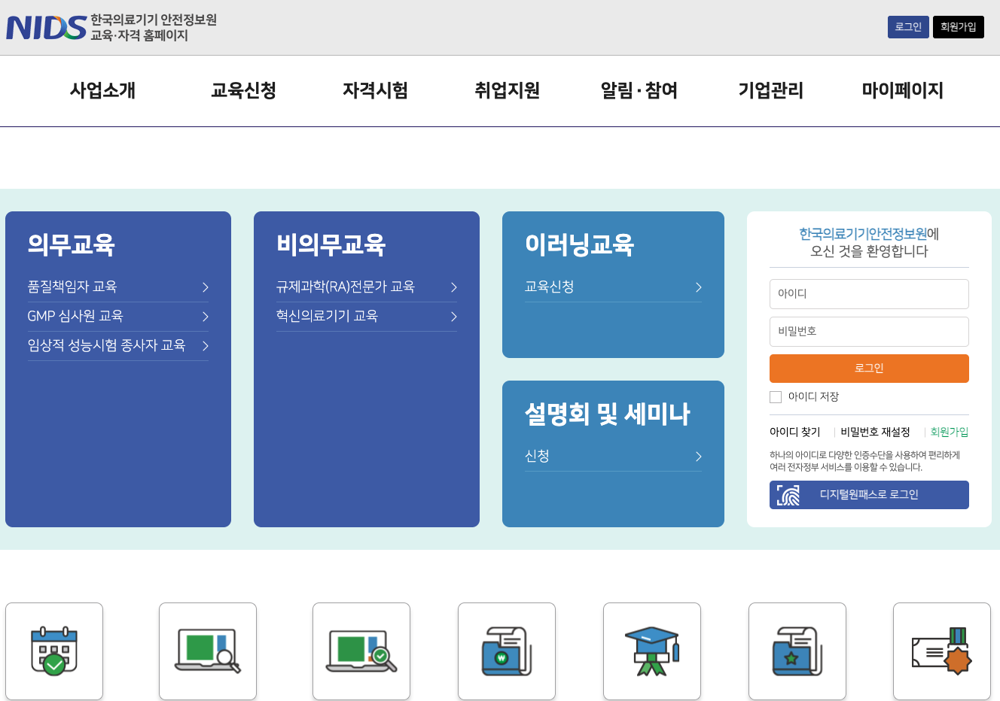 NIDS 한국의료기기 안전정보원
교육·자격 홈페이지
로그인 회원가입
사업소개 교육신청 자격시험 취업지원 알림·참여 기업관리 마이페이지
의무교육
품질책임자 교육
GMP 심사원 교육
임상적 성능시험 종사자 교육
비의무교육
규제과학(RA)전문가 교육
혁신의료기기 교육
이러닝교육
교육신청
설명회 및 세미나
신청
한국의료기기안전정보원에
오신 것을 환영합니다
아이디
비밀번호
로그인
아이디 저장
아이디 찾기 비밀번호 재설정 회원가입
하나의 아이디로 다양한 인증수단을 사용하여 편리하게
여러 전자정부 서비스를 이용할 수 있습니다.
디지털원패스로 로그인
₩